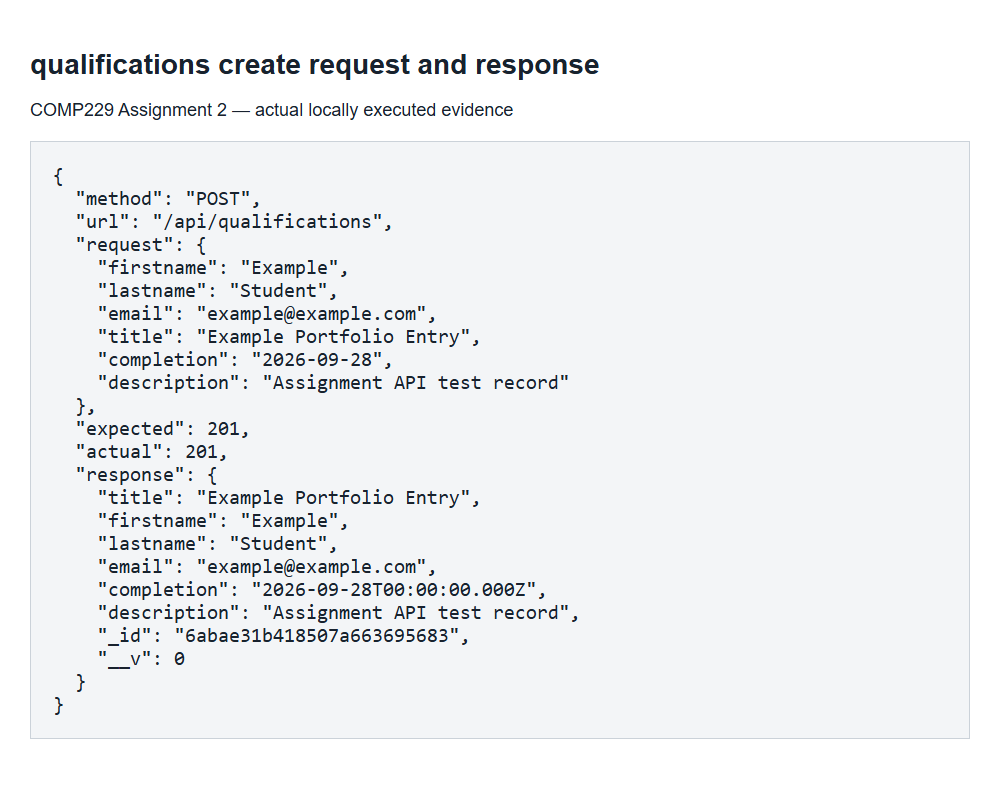 qualifications create request and response
COMP229 Assignment 2 — actual locally executed evidence
{
  "method": "POST",
  "url": "/api/qualifications",
  "request": {
    "firstname": "Example",
    "lastname": "Student",
    "email": "example@example.com",
    "title": "Example Portfolio Entry",
    "completion": "2026-09-28",
    "description": "Assignment API test record"
  },
  "expected": 201,
  "actual": 201,
  "response": {
    "title": "Example Portfolio Entry",
    "firstname": "Example",
    "lastname": "Student",
    "email": "example@example.com",
    "completion": "2026-09-28T00:00:00.000Z",
    "description": "Assignment API test record",
    "_id": "6abae31b418507a663695683",
    "__v": 0
  }
}